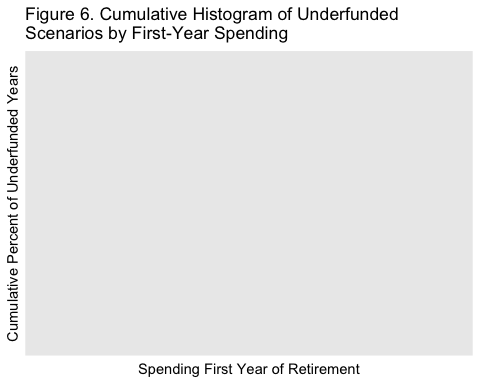 Figure 6. Cumulative Histogram of Underfunded
Scenarios by First-Year Spending
Cumulative Percent of Underfunded Years
Spending First Year of Retirement